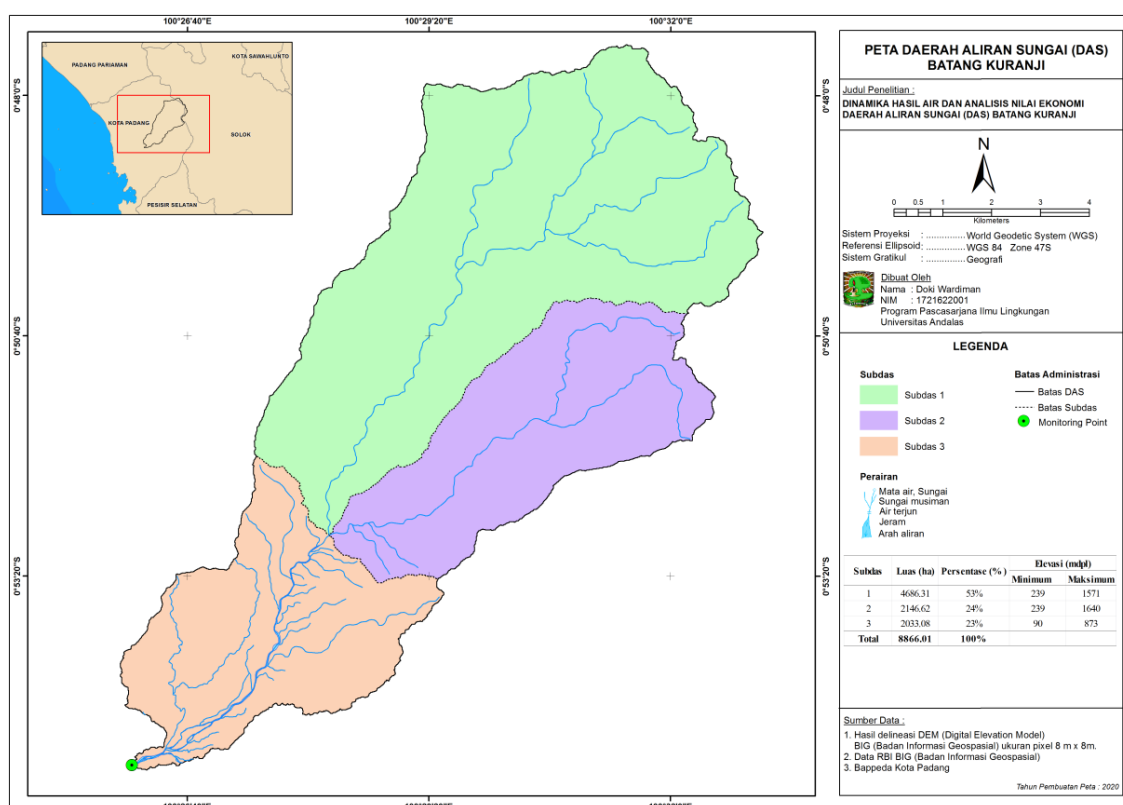 100°26'40"E
100°29'20"E
100°32'0"E
0°48'0"S
0°50'40"S
0°53'20"S
0°48'0"S
0°50'40"S
0°53'20"S
KOTA SAWAHLUNTO
PADANG PARIAMAN
KOTA PADANG
SOLOK
PESISIR SELATAN
PETA DAERAH ALIRAN SUNGAI (DAS)
BATANG KURANJI
Judul Penelitian :
DINAMIKA HASIL AIR DAN ANALISIS NILAI EKONOMI
DAERAH ALIRAN SUNGAI (DAS) BATANG KURANJI
N
0 0.5 1 2 3 4
Kilometers
Sistem Proyeksi : ...............World Geodetic System (WGS)
Referensi Ellipsoid: ...............WGS 84 Zone 47S
Sistem Gratikul : ...............Geografi
Dibuat Oleh
Nama : Doki Wardiman
NIM : 1721622001
Program Pascasarjana Ilmu Lingkungan
Universitas Andalas
LEGENDA
Subdas
Subdas 1
Subdas 2
Subdas 3
Batas Administrasi
Batas DAS
Batas Subdas
Monitoring Point
Perairan
Mata air, Sungai
Sungai musiman
Air terjun
Jeram
Arah aliran
Subdas Luas (ha) Persentase (%) Elevasi (mdpl)
Minimum Maksimum
1 4686.31 53% 239 1571
2 2146.62 24% 239 1640
3 2033.08 23% 90 873
Total 8866.01 100%
Sumber Data :
1. Hasil delineasi DEM (Digital Elevation Model)
BIG (Badan Informasi Geospasial) ukuran pixel 8 m x 8m.
2. Data RBI BIG (Badan Informasi Geospasial)
3. Bappeda Kota Padang
Tahun Pembuatan Peta : 2020